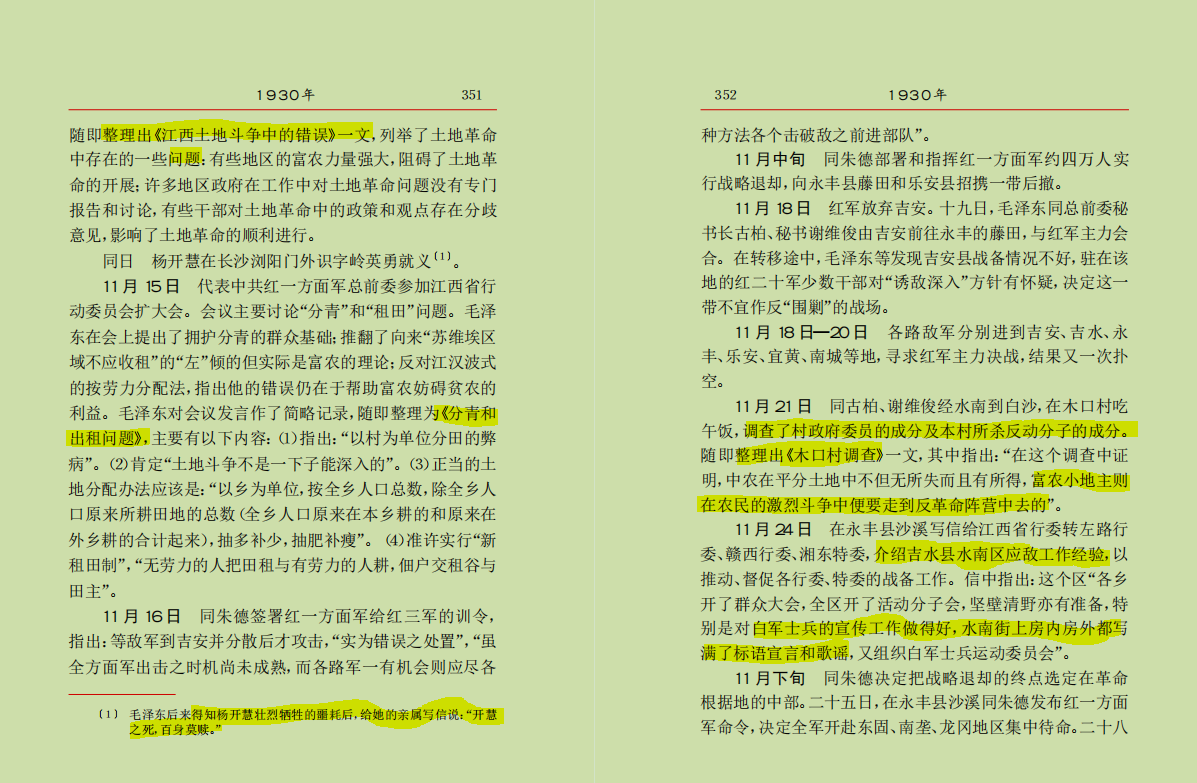 1930年 351
随即整理出《江西土地斗争中的错误》一文，列举了土地革命
中存在的一些问题：有些地区的富农力量强大，阻碍了土地革
命的开展；许多地区政府在工作中对土地革命问题没有专门
报告和讨论，有些干部对土地革命中的政策和观点存在分歧
意见，影响了土地革命的顺利进行。
同日 杨开慧在长沙浏阳门外识字岭英勇就义〔1〕。
11月15日 代表中共红一方面军总前委参加江西省行
动委员会扩大会。会议主要讨论“分青”和“租田”问题。毛泽
东在会上提出了拥护分青的群众基础；推翻了向来“苏维埃区
域不应收租”的“左”倾的但实际是富农的理论；反对江汉波式
的按劳力分配法，指出他的错误仍在于帮助富农妨碍贫农的
利益。毛泽东对会议发言作了简略记录，随即整理为《分青和
出租问题》，主要有以下内容：（1）指出：“以村为单位分田的弊
病”。（2）肯定“土地斗争不是一下子能深入的”。（3）正当的土
地分配办法应该是：“以乡为单位，按全乡人口总数，除全乡人
口原来所耕田地的总数（全乡人口原来在本乡耕的和原来在
外乡耕的合计起来），抽多补少，抽肥补瘦”。（4）准许实行“新
租田制”，“无劳力的人把田租与有劳力的人耕，佃户交租谷与
田主”。
11月16日 同朱德签署红一方面军给红三军的训令，
指出：等敌军到吉安并分散后才攻击，“实为错误之处置”，“虽
全方面军出击之时机尚未成熟，而各路军一有机会则应尽各
〔1〕 毛泽东后来得知杨开慧壮烈牺牲的噩耗后，给她的亲属写信说：“开慧
之死，百身莫赎。”
352 1930年
种方法各个击破敌之前进部队”。
11月中旬 同朱德部署和指挥红一方面军约四万人实
行战略退却，向永丰县藤田和乐安县招携一带后撤。
11月18日 红军放弃吉安。十九日，毛泽东同总前委秘
书长古柏、秘书谢维俊由吉安前往永丰的藤田，与红军主力会
合。在转移途中，毛泽东等发现吉安县战备情况不好，驻在该
地的红二十军少数干部对“诱敌深入”方针有怀疑，决定这一
带不宜作反“围剿”的战场。
11月18日—20日 各路敌军分别进到吉安、吉水、永
丰、乐安、宜黄、南城等地，寻求红军主力决战，结果又一次扑
空。
11月21日 同古柏、谢维俊经水南到白沙，在木口村吃
午饭，调查了村政府委员的成分及本村所杀反动分子的成分。
随即整理出《木口村调查》一文，其中指出：“在这个调查中证
明，中农在平分土地中不但无所失而且有所得，富农小地主则
在农民的激烈斗争中便要走到反革命阵营中去的”。
11月24日 在永丰县沙溪写信给江西省行委转左路行
委、赣西行委、湘东特委，介绍吉水县水南区应敌工作经验，以
推动、督促各行委、特委的战备工作。信中指出：这个区“各乡
开了群众大会，全区开了活动分子会，坚壁清野亦有准备，特
别是对白军士兵的宣传工作做得好，水南街上房内房外都写
满了标语宣言和歌谣，又组织白军士兵运动委员会”。
11月下旬 同朱德决定把战略退却的终点选定在革命
根据地的中部。二十五日，在永丰县沙溪同朱德发布红一方面
军命令，决定全军开赴东固、南垄、龙冈地区集中待命。二十八